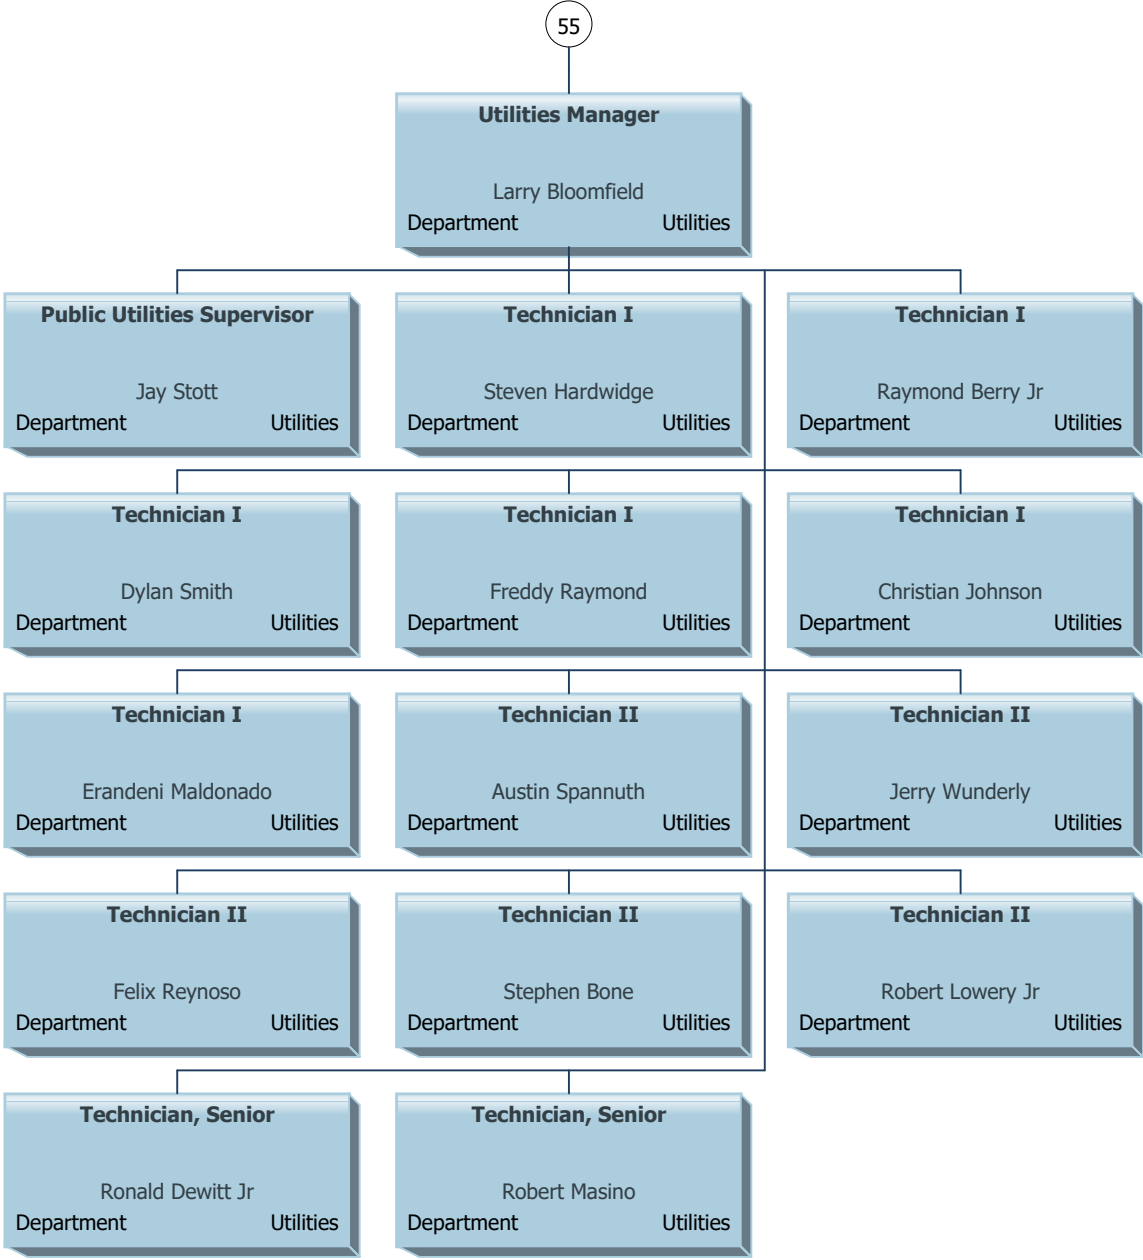 55
Utilities Manager
Larry Bloomfield
Department Utilities
Public Utilities Supervisor
Jay Stott
Department Utilities
Technician I
Steven Hardwidge
Department Utilities
Technician I
Raymond Berry Jr
Department Utilities
Technician I
Dylan Smith
Department Utilities
Technician I
Freddy Raymond
Department Utilities
Technician I
Christian Johnson
Department Utilities
Technician I
Erandeni Maldonado
Department Utilities
Technician II
Austin Spannuth
Department Utilities
Technician II
Jerry Wunderly
Department Utilities
Technician II
Felix Reynoso
Department Utilities
Technician II
Stephen Bone
Department Utilities
Technician II
Robert Lowery Jr
Department Utilities
Technician, Senior
Ronald Dewitt Jr
Department Utilities
Technician, Senior
Robert Masino
Department Utilities